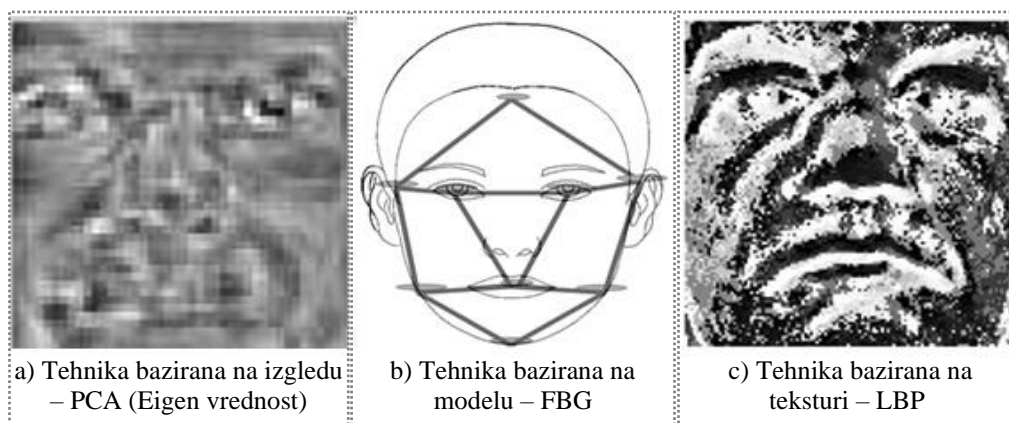 a) Tehnika bazirana na izgledu
– PCA (Eigen vrednost)
b) Tehnika bazirana na
modelu – FBG
c) Tehnika bazirana na
teksturi – LBP